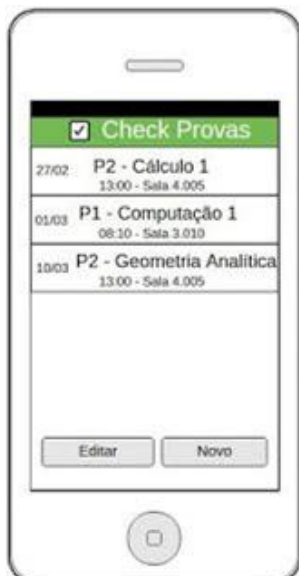 Check Provas
27/02 P2 - Cálculo 1
13:00 - Sala 4.005
01/03 P1 - Computação 1
08:10 - Sala 3.010
10/03 P2 - Geometria Analítica
13:00 - Sala 4.005
Editar Novo